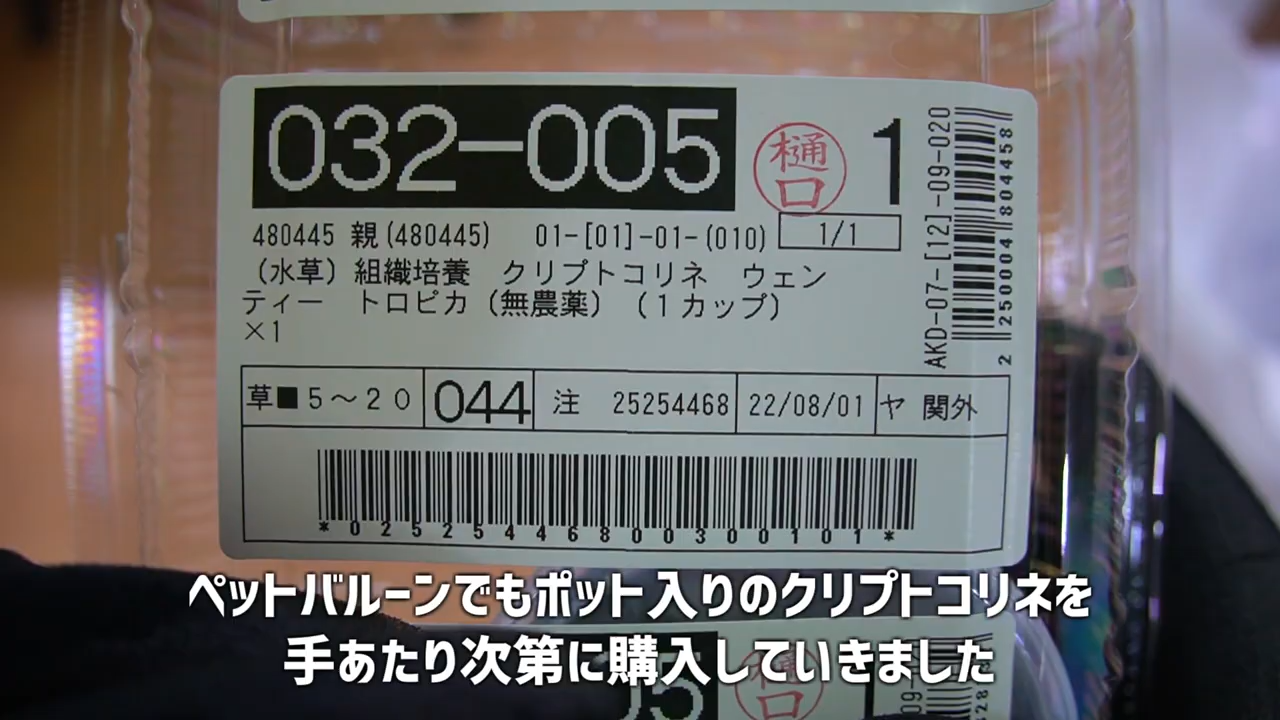 032-005
樋口
1
480445 親(480445) 01-[01]-01-(010) 1/1
(水草)組織培養 クリプトコリネ ウェン
ティー トロピカ(無農薬)(1カップ)
×1
草■5~20 044 注 25254468 22/08/01 ヤ 関外
*02525446800300101*
AKD-07-[12]-09-020
2 250004 804458
ペットバルーンでもポット入りのクリプトコリネを
手あたり次第に購入していきました
樋口